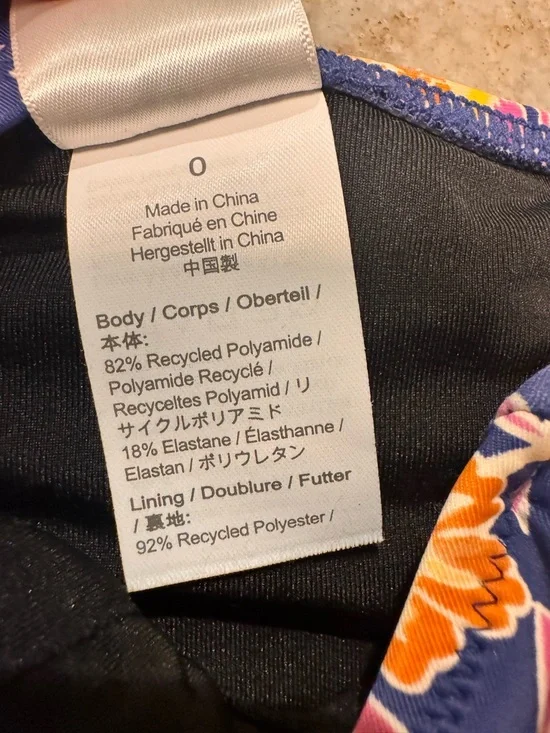 0
Made in China
Fabriqué en Chine
Hergestellt in China
中国製
Body / Corps / Oberteil /
本体:
82% Recycled Polyamide /
Polyamide Recyclé /
Recyceltes Polyamid / リ
サイクルポリアミド
18% Elastane / Élasthanne /
Elastan / ポリウレタン
Lining / Doublure / Futter
/ 裏地:
92% Recycled Polyester /